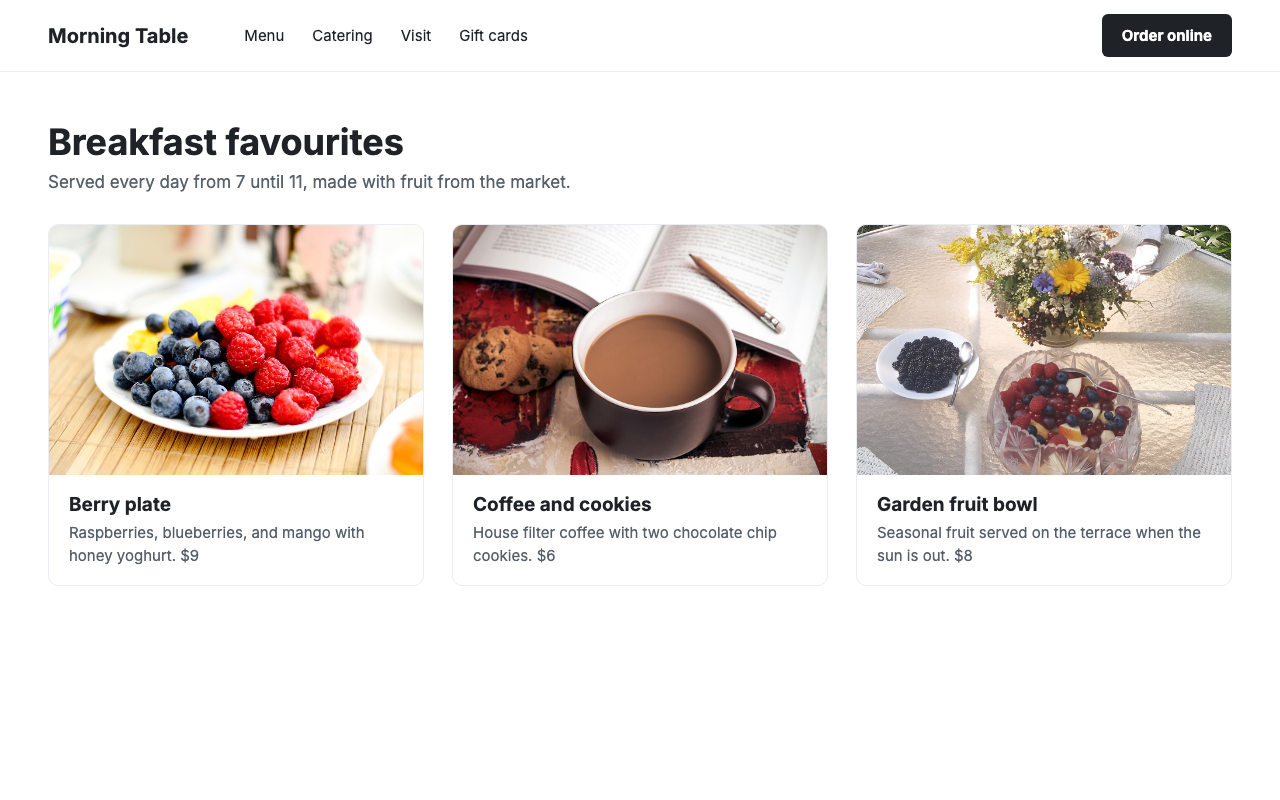 Morning Table
Menu
Catering
Visit
Gift cards
Order online
Breakfast favourites
Served every day from 7 until 11, made with fruit from the market.
Berry plate
Raspberries, blueberries, and mango with
honey yoghurt. $9
Coffee and cookies
House filter coffee with two chocolate chip
cookies. $6
Garden fruit bowl
Seasonal fruit served on the terrace when the
sun is out. $8